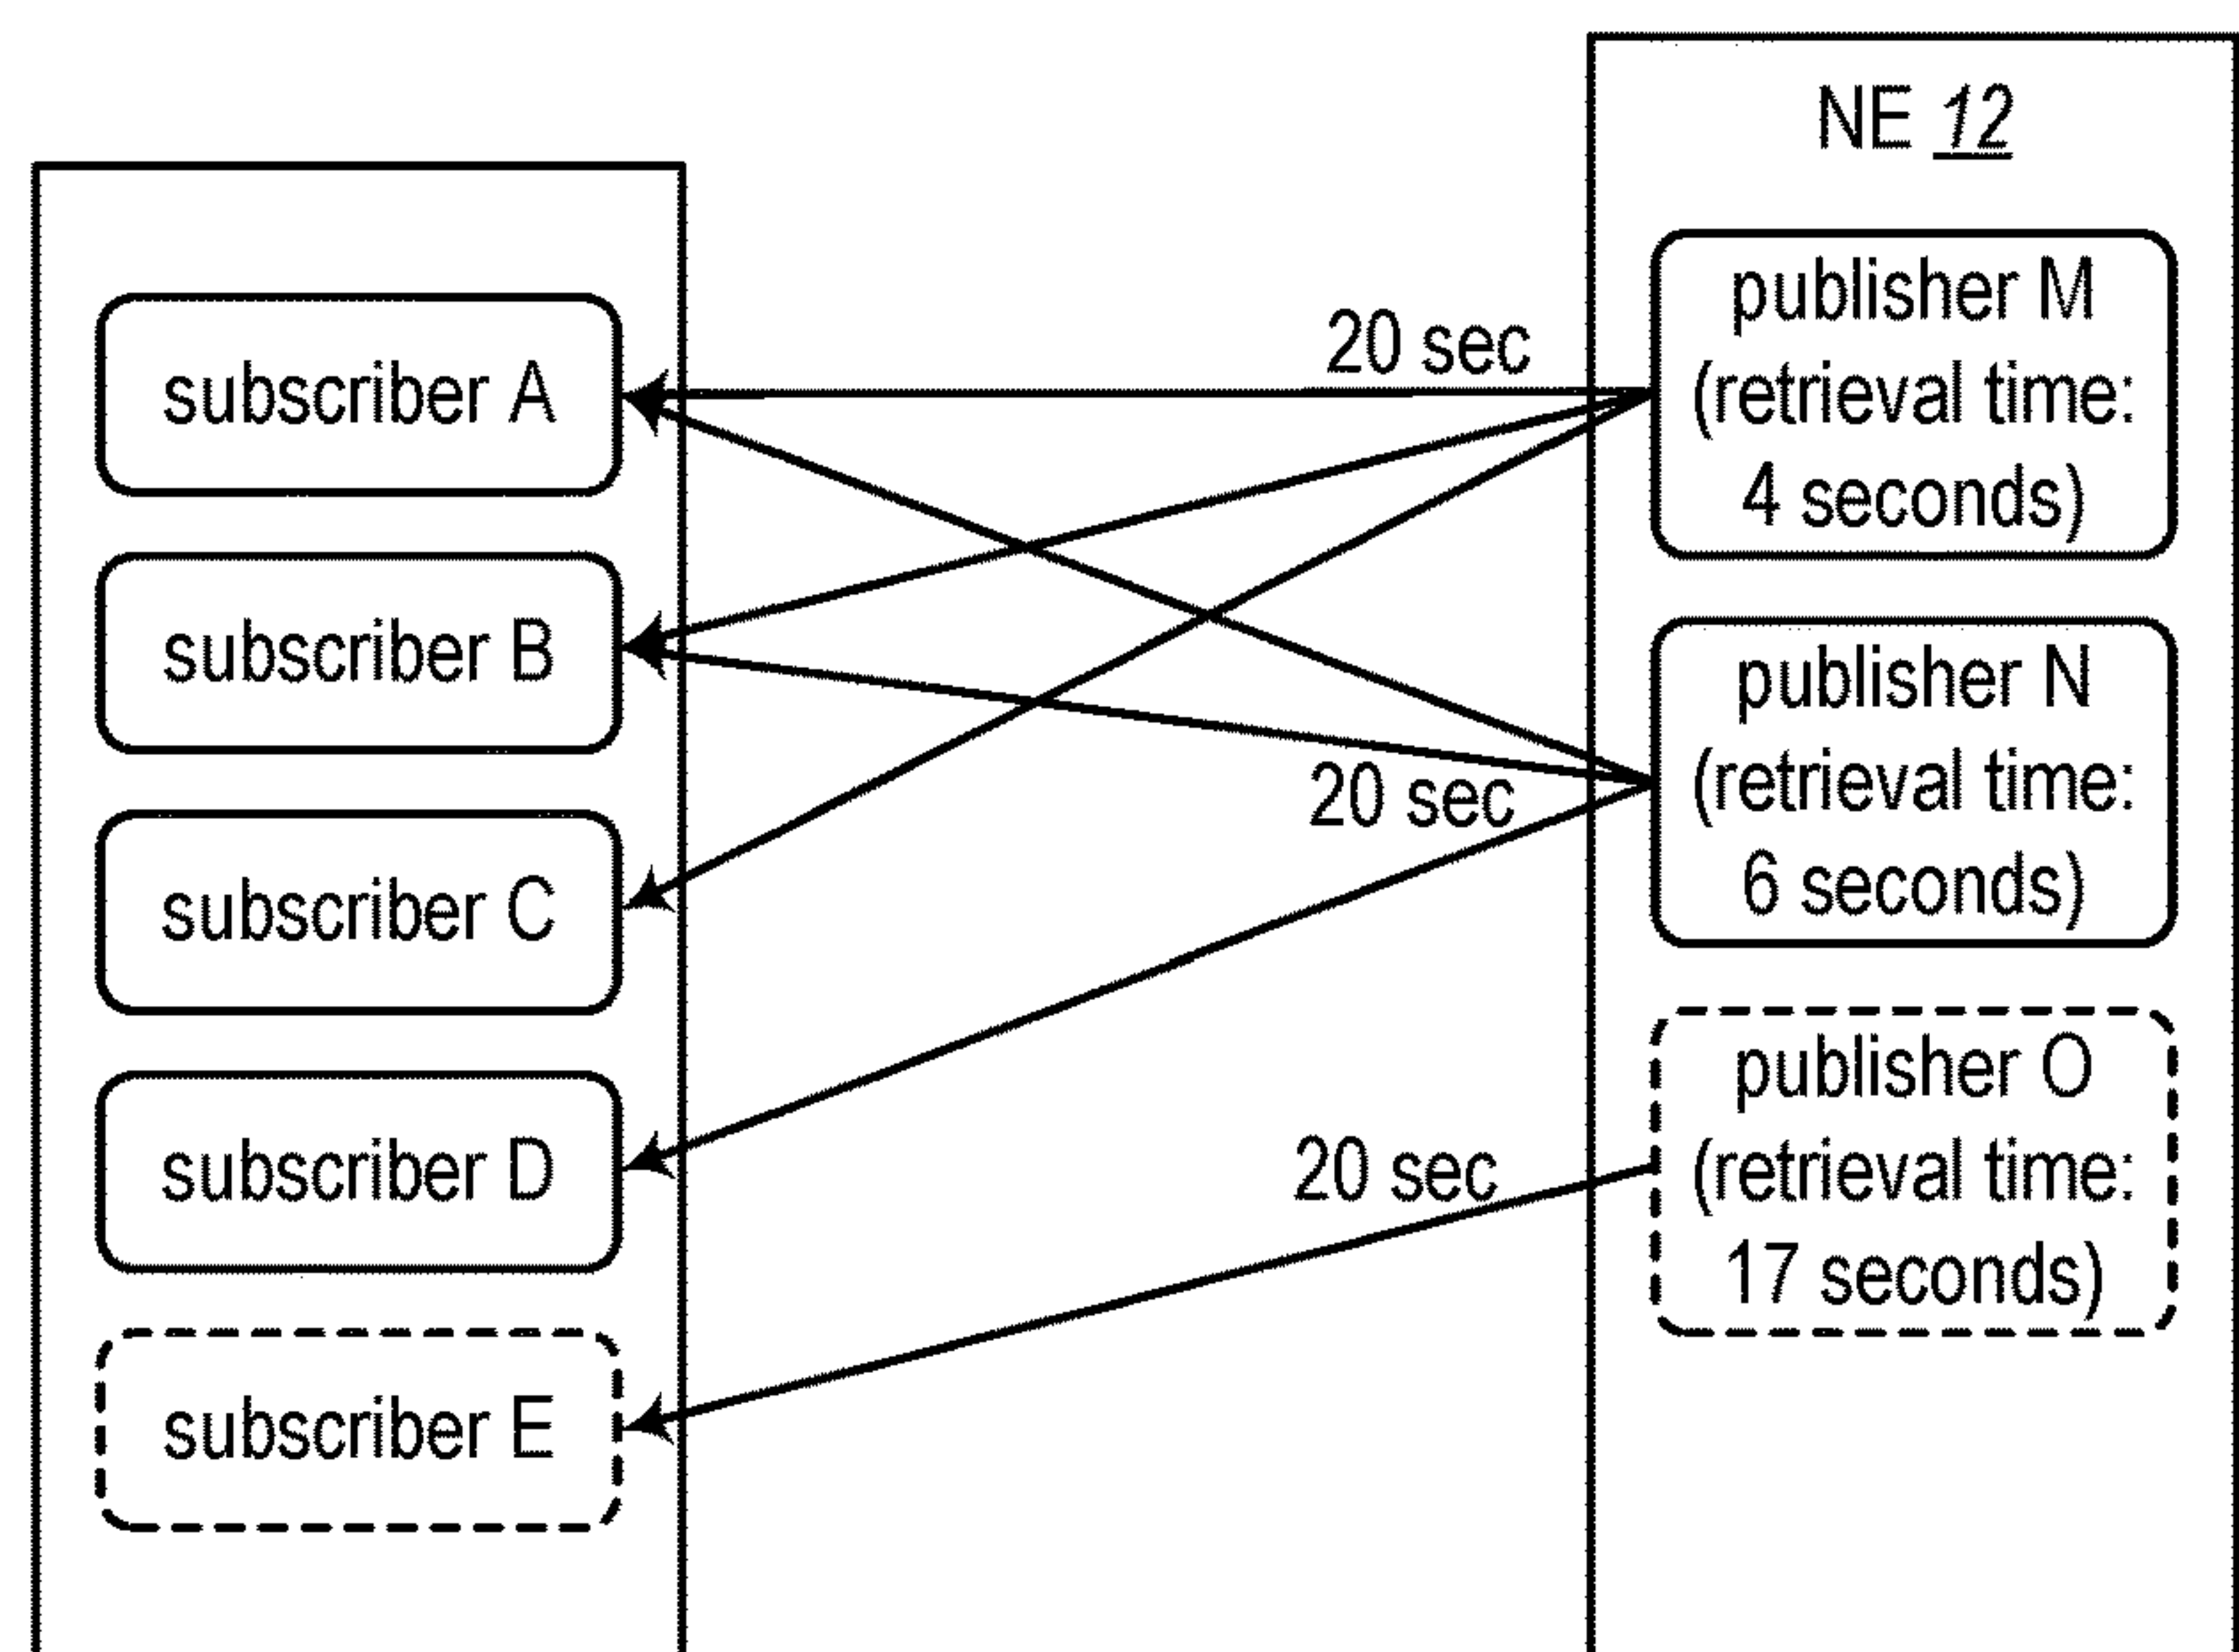 NE 12
publisher M
(retrieval time:
4 seconds)
publisher N
(retrieval time:
6 seconds)
publisher O
(retrieval time:
17 seconds)
20 sec
20 sec
20 sec
subscriber A
subscriber B
subscriber C
subscriber D
subscriber E